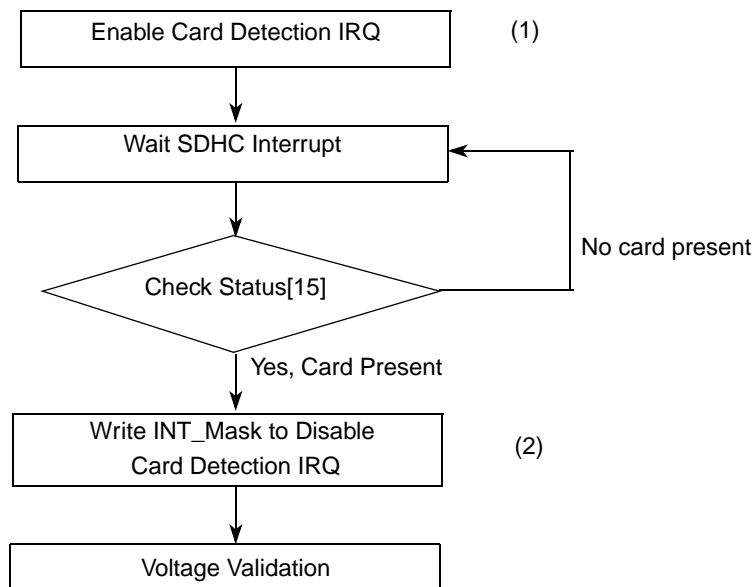 Enable Card Detection IRQ
(1)
Wait SDHC Interrupt
No card present
Check Status[15]
Yes, Card Present
Write INT_Mask to Disable
Card Detection IRQ
(2)
Voltage Validation